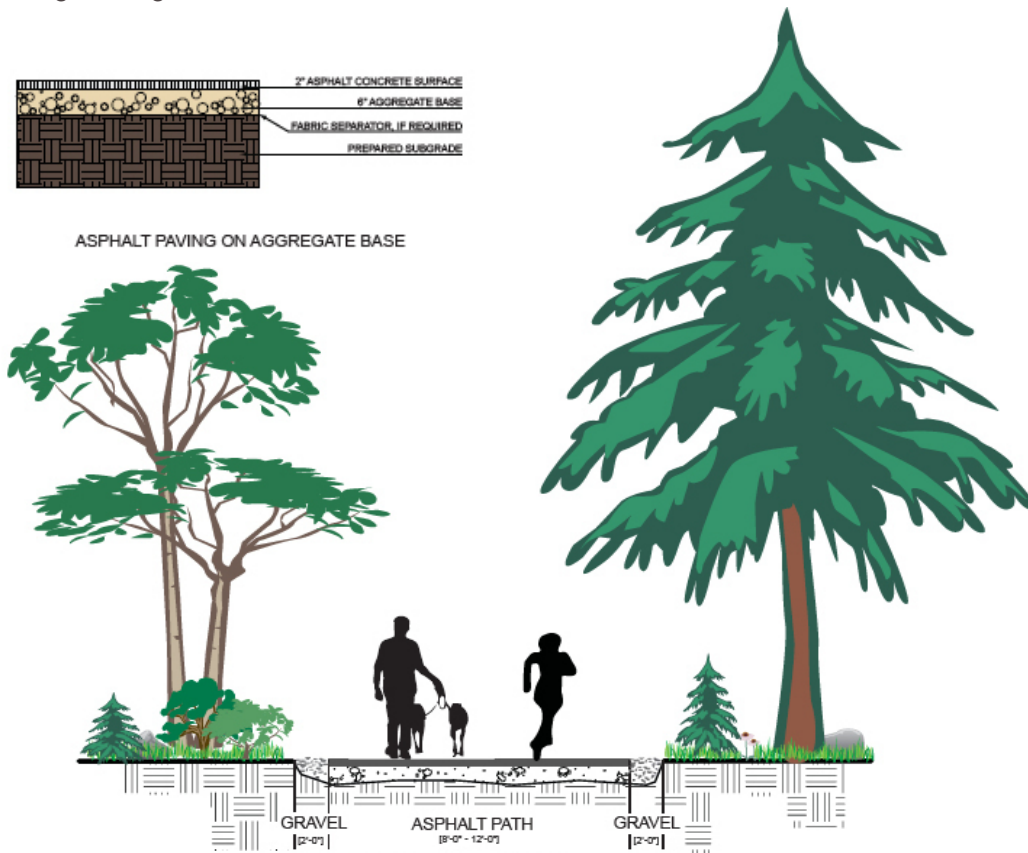 2" ASPHALT CONCRETE SURFACE
6" AGGREGATE BASE
FABRIC SEPARATOR, IF REQUIRED
PREPARED SUBGRADE
ASPHALT PAVING ON AGGREGATE BASE
GRAVEL
[2'-0"]
ASPHALT PATH
[8'-0" - 12'-0"]
GRAVEL
[2'-0"]